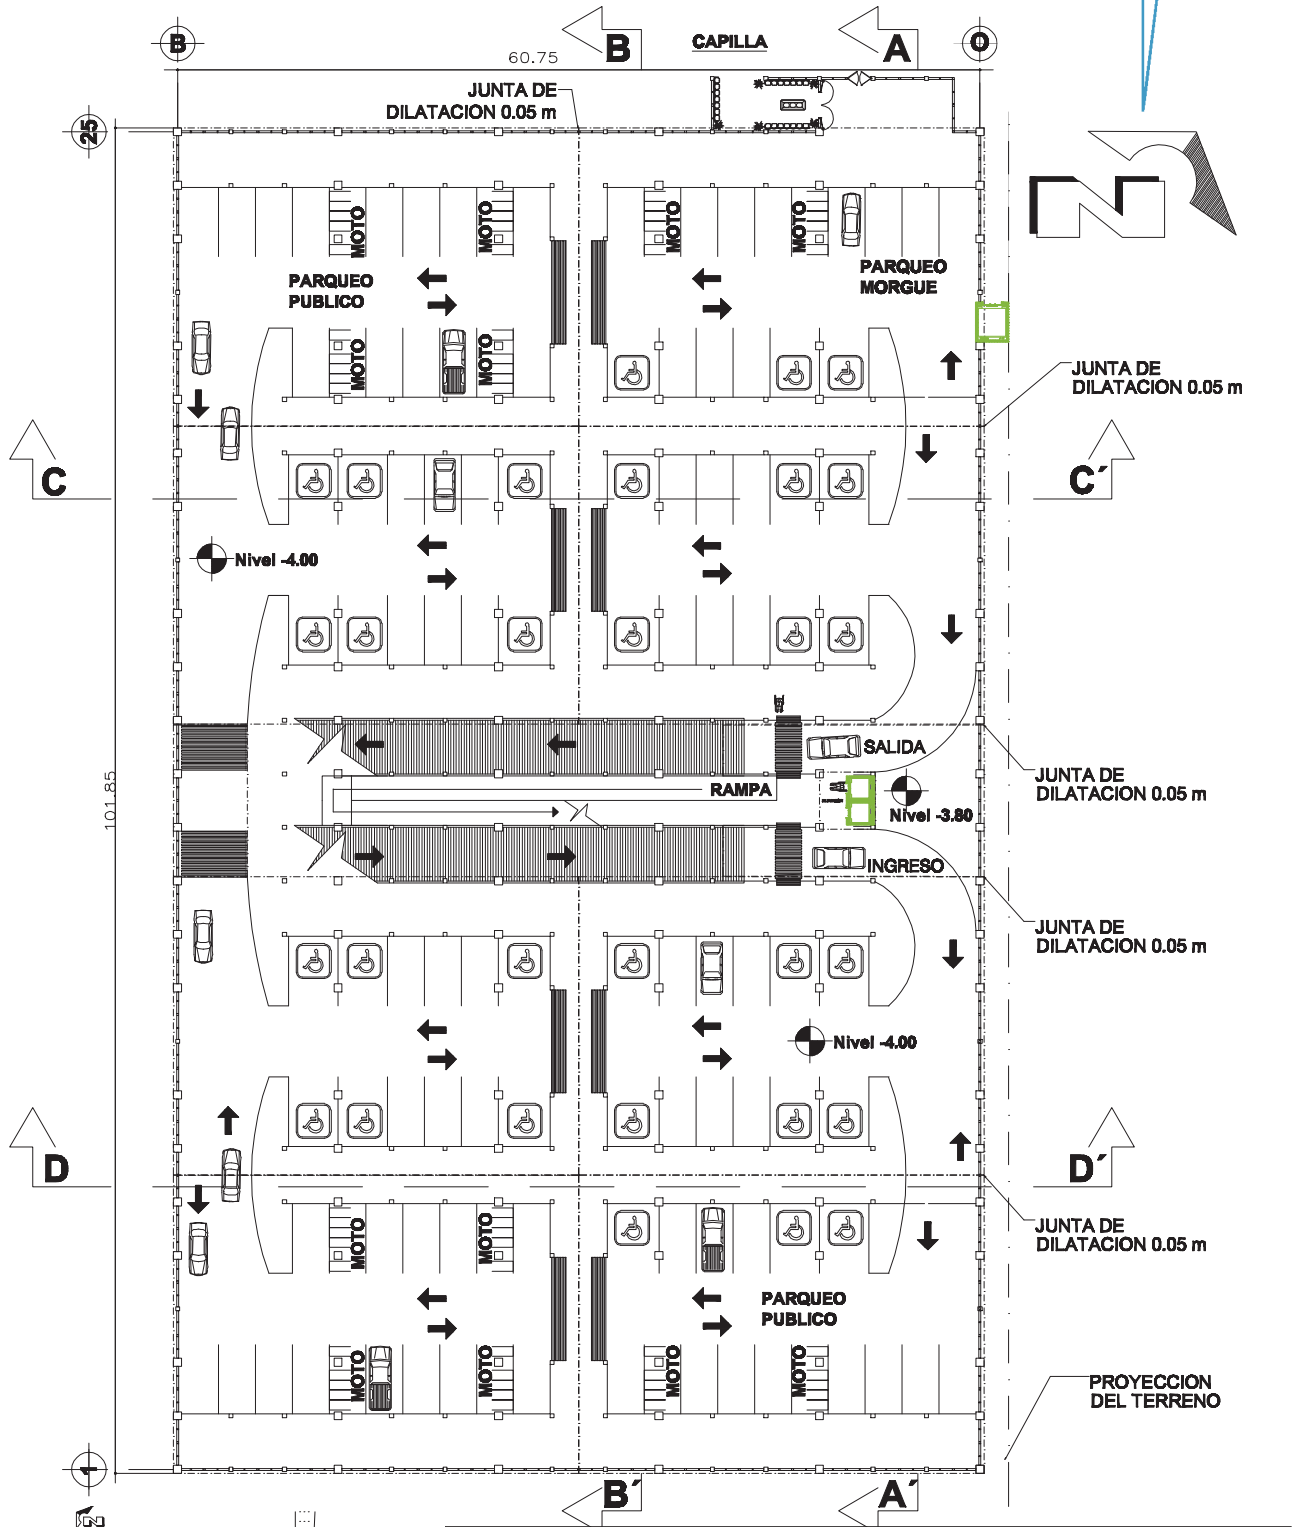 B
B
CAPILLA
A
O
60.75
JUNTA DE
DILATACION 0.05 m
25
N
MOTO
MOTO
MOTO
MOTO
PARQUEO
PUBLICO
PARQUEO
MORGUE
MOTO
MOTO
JUNTA DE
DILATACION 0.05 m
C
C´
Nivel -4.00
SALIDA
JUNTA DE
DILATACION 0.05 m
101.85
RAMPA
Nivel -3.80
INGRESO
JUNTA DE
DILATACION 0.05 m
Nivel -4.00
D
D´
MOTO
MOTO
JUNTA DE
DILATACION 0.05 m
PARQUEO
PUBLICO
MOTO
MOTO
MOTO
MOTO
PROYECCION
DEL TERRENO
1
B´
A´
N